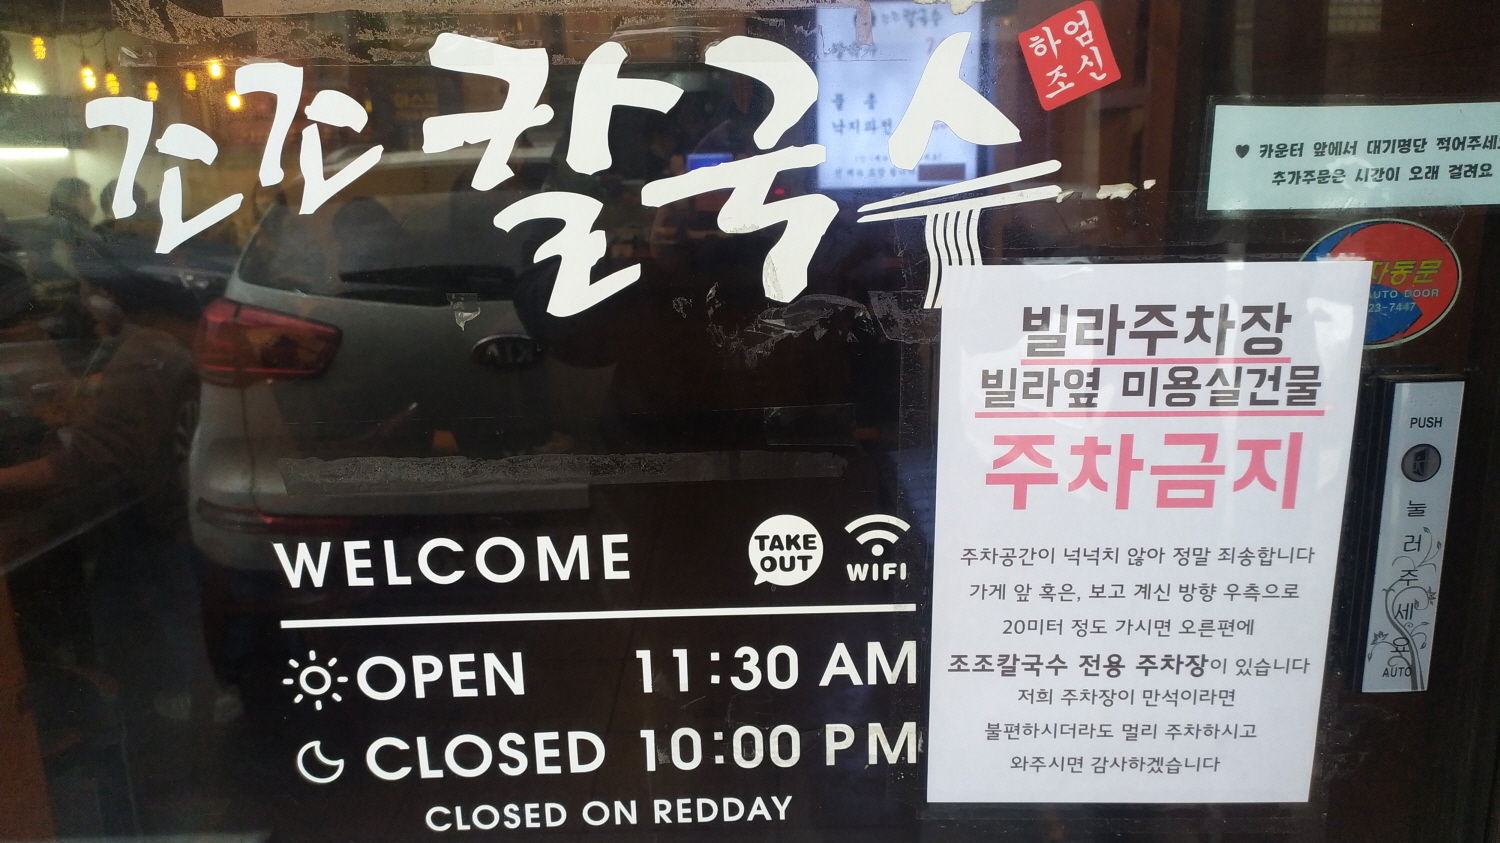 조조칼국수
하엄
조신
♥ 카운터 앞에서 대기명단 적어주세
추가주문은 시간이 오래 걸려요
자동문
AUTO DOOR
23-7447
낙지파전
빌라주차장
빌라옆 미용실건물
주차금지
주차공간이 넉넉치 않아 정말 죄송합니다
가게 앞 혹은, 보고 계신 방향 우측으로
20미터 정도 가시면 오른편에
조조칼국수 전용 주차장이 있습니다
저희 주차장이 만석이라면
불편하시더라도 멀리 주차하시고
와주시면 감사하겠습니다
PUSH
눌러주세요
AUTO
KIA
WELCOME
TAKE OUT
WIFI
OPEN 11:30 AM
CLOSED 10:00 PM
CLOSED ON REDDAY